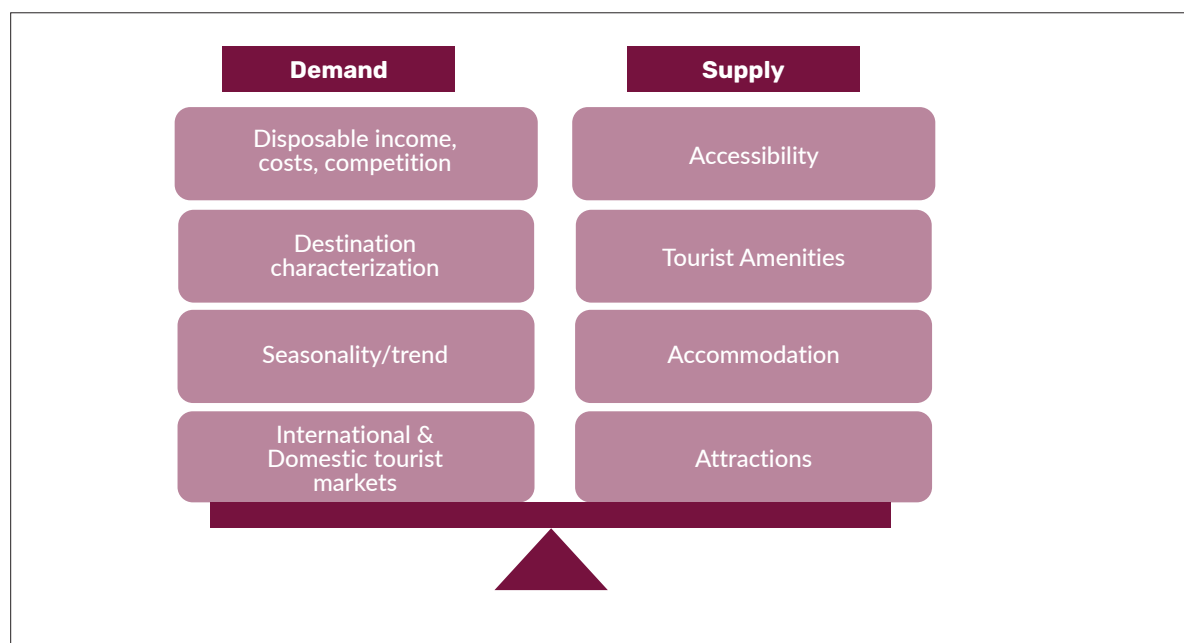 Demand
Disposable income,
costs, competition
Destination
characterization
Seasonality/trend
International &
Domestic tourist
markets
Supply
Accessibility
Tourist Amenities
Accommodation
Attractions